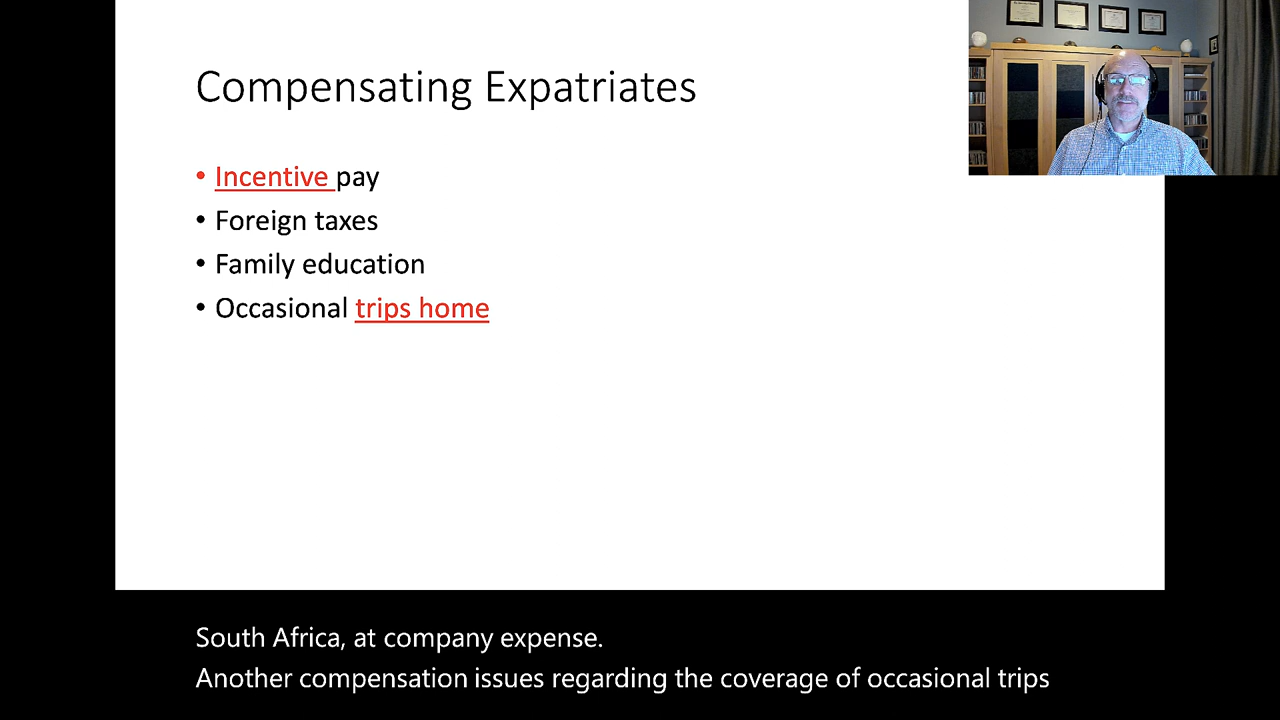 Compensating Expatriates
• Incentive pay
• Foreign taxes
• Family education
• Occasional trips home
South Africa, at company expense.
Another compensation issues regarding the coverage of occasional trips